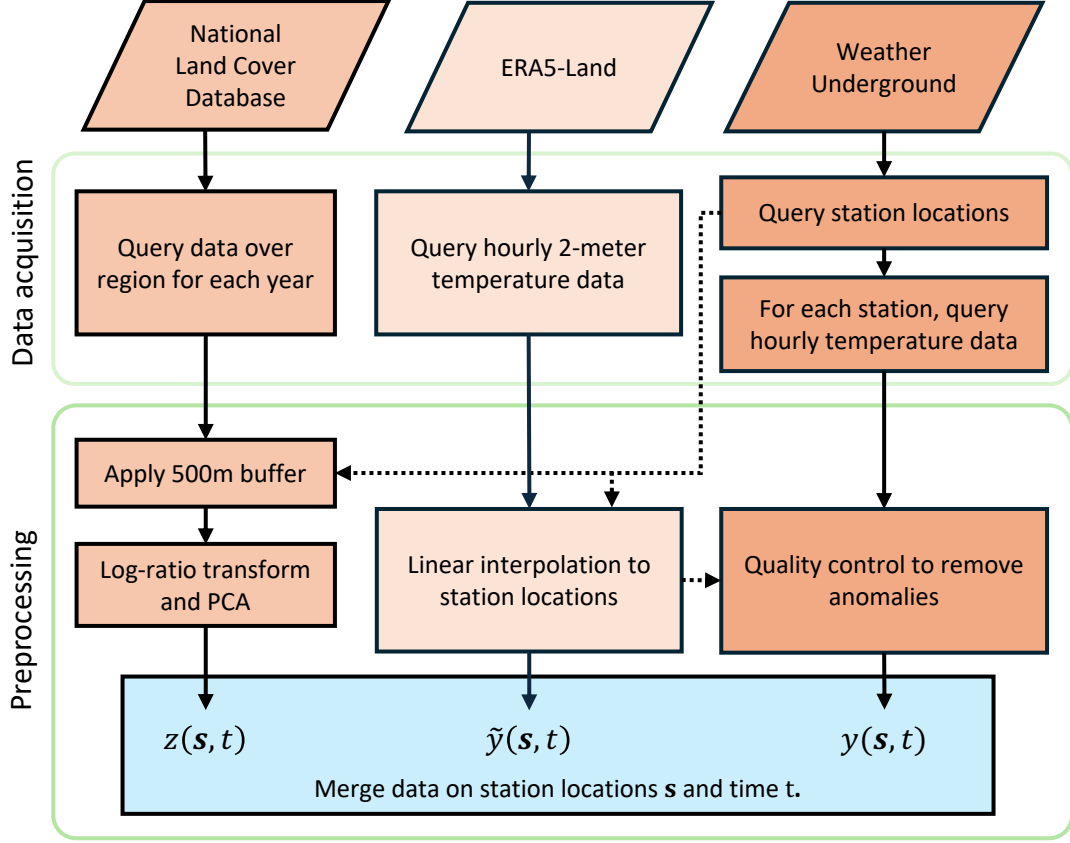 National
Land Cover
Database
ERA5-Land
Weather
Underground
Data acquisition
Query data over
region for each year
Query hourly 2-meter
temperature data
Query station locations
For each station, query
hourly temperature data
Preprocessing
Apply 500m buffer
Log-ratio transform
and PCA
Linear interpolation to
station locations
Quality control to remove
anomalies
z(s, t)
ỹ(s, t)
y(s, t)
Merge data on station locations s and time t.